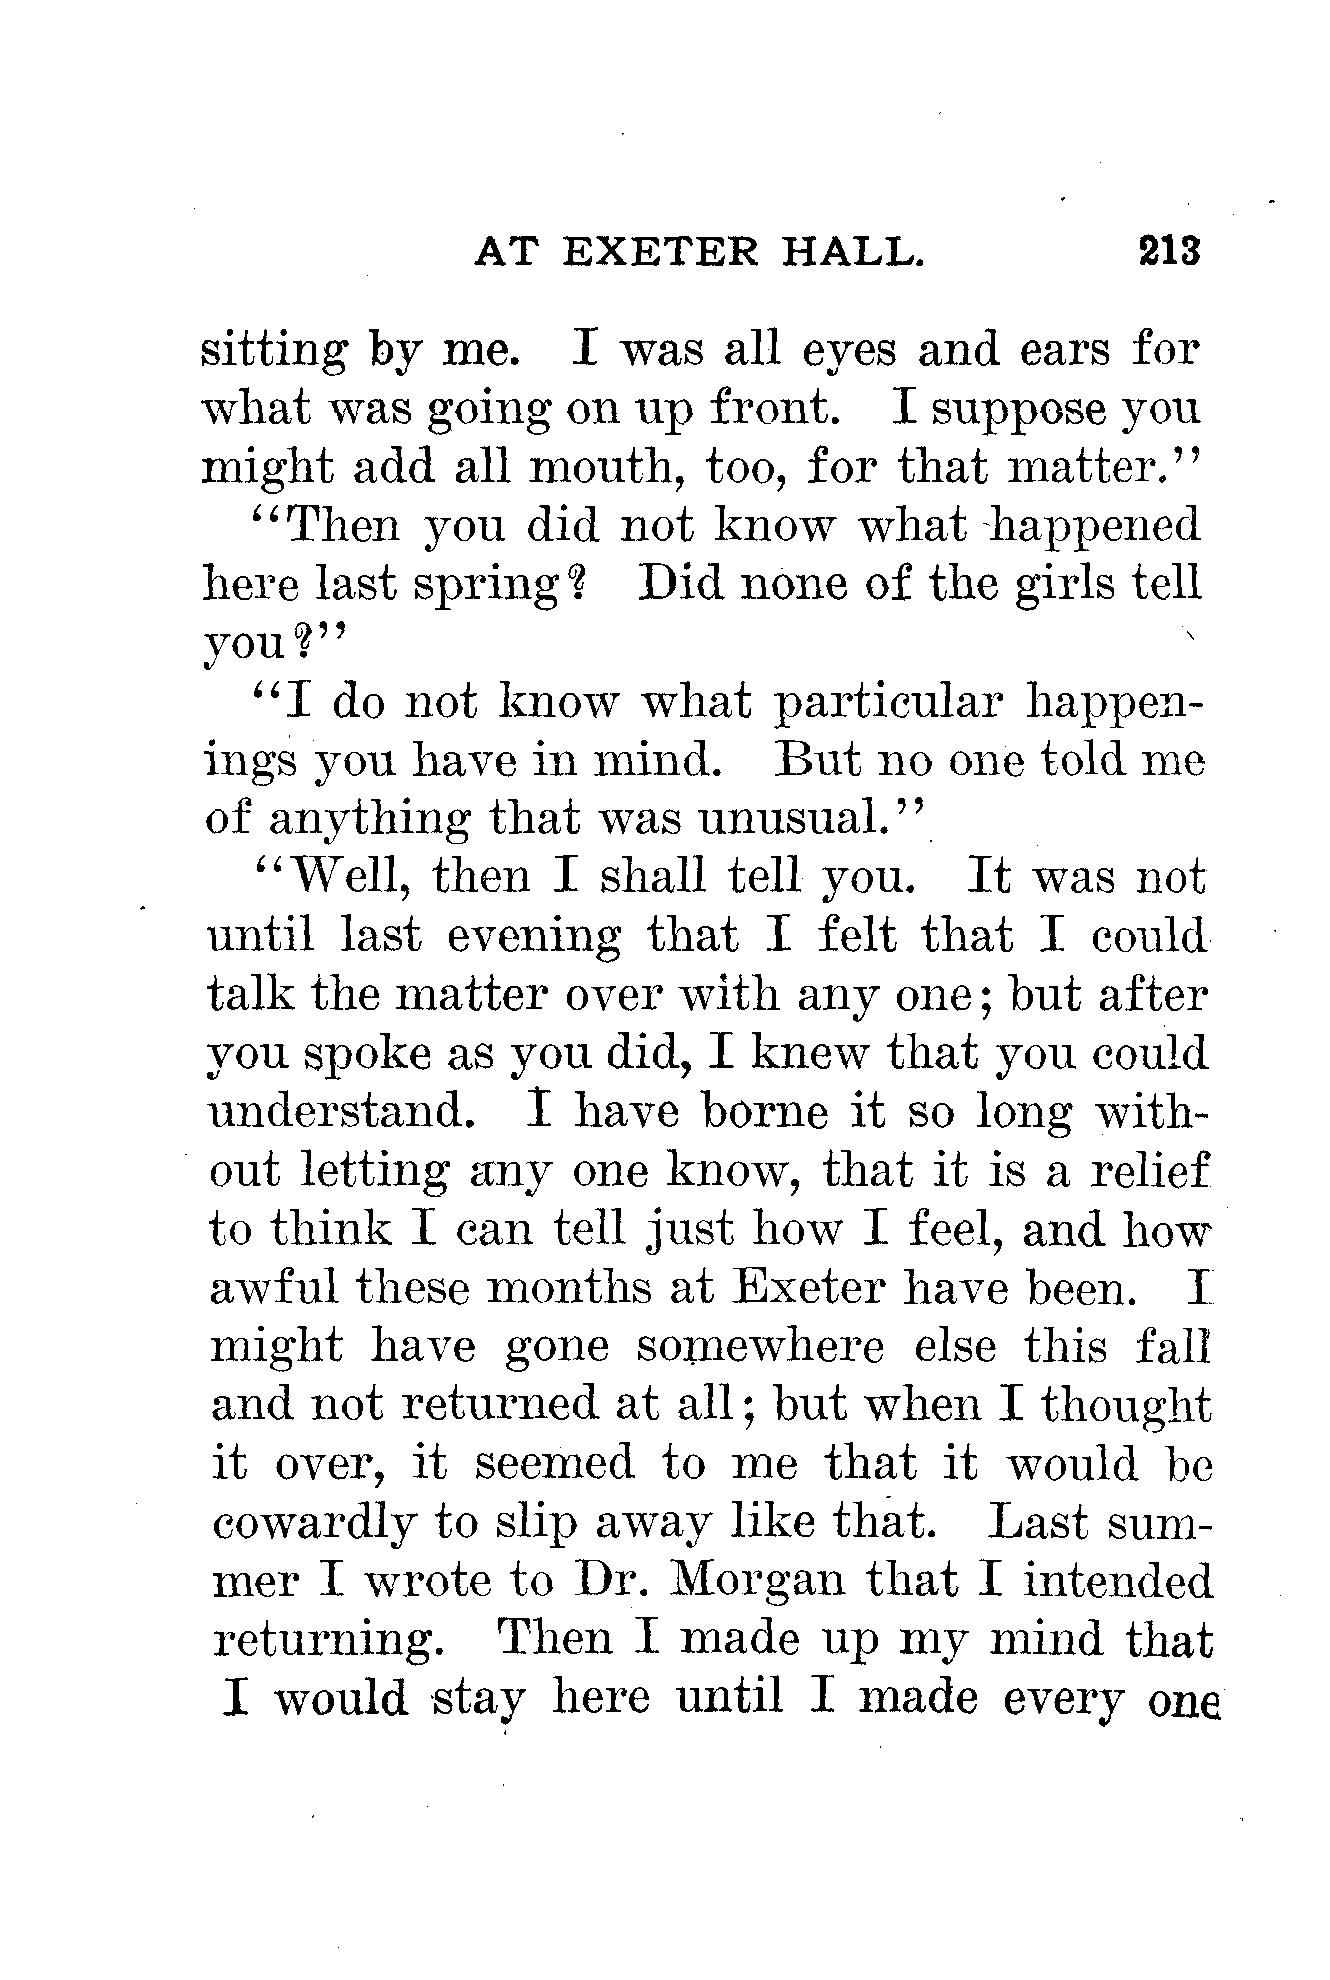 AT EXETER HALL. 213
sitting by me. I was all eyes and ears for
what was going on up front. I suppose you
might add all mouth, too, for that matter.''
``Then you did not know what happened
here last spring? Did none of the girls tell
you?''
``I do not know what particular happen-
ings you have in mind. But no one told me
of anything that was unusual.''
``Well, then I shall tell you. It was not
until last evening that I felt that I could
talk the matter over with any one; but after
you spoke as you did, I knew that you could
understand. I have borne it so long with-
out letting any one know, that it is a relief
to think I can tell just how I feel, and how
awful these months at Exeter have been. I
might have gone somewhere else this fall
and not returned at all; but when I thought
it over, it seemed to me that it would be
cowardly to slip away like that. Last sum-
mer I wrote to Dr. Morgan that I intended
returning. Then I made up my mind that
I would stay here until I made every one